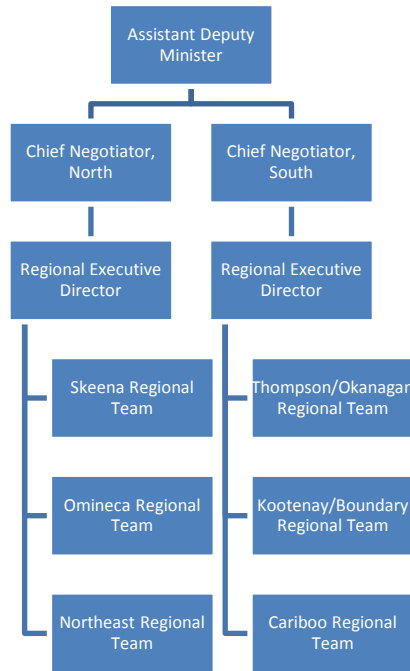 Assistant Deputy
Minister
Chief Negotiator,
North
Chief Negotiator,
South
Regional Executive
Director
Regional Executive
Director
Skeena Regional
Team
Thompson/Okanagan
Regional Team
Omineca Regional
Team
Kootenay/Boundary
Regional Team
Northeast Regional
Team
Cariboo Regional
Team